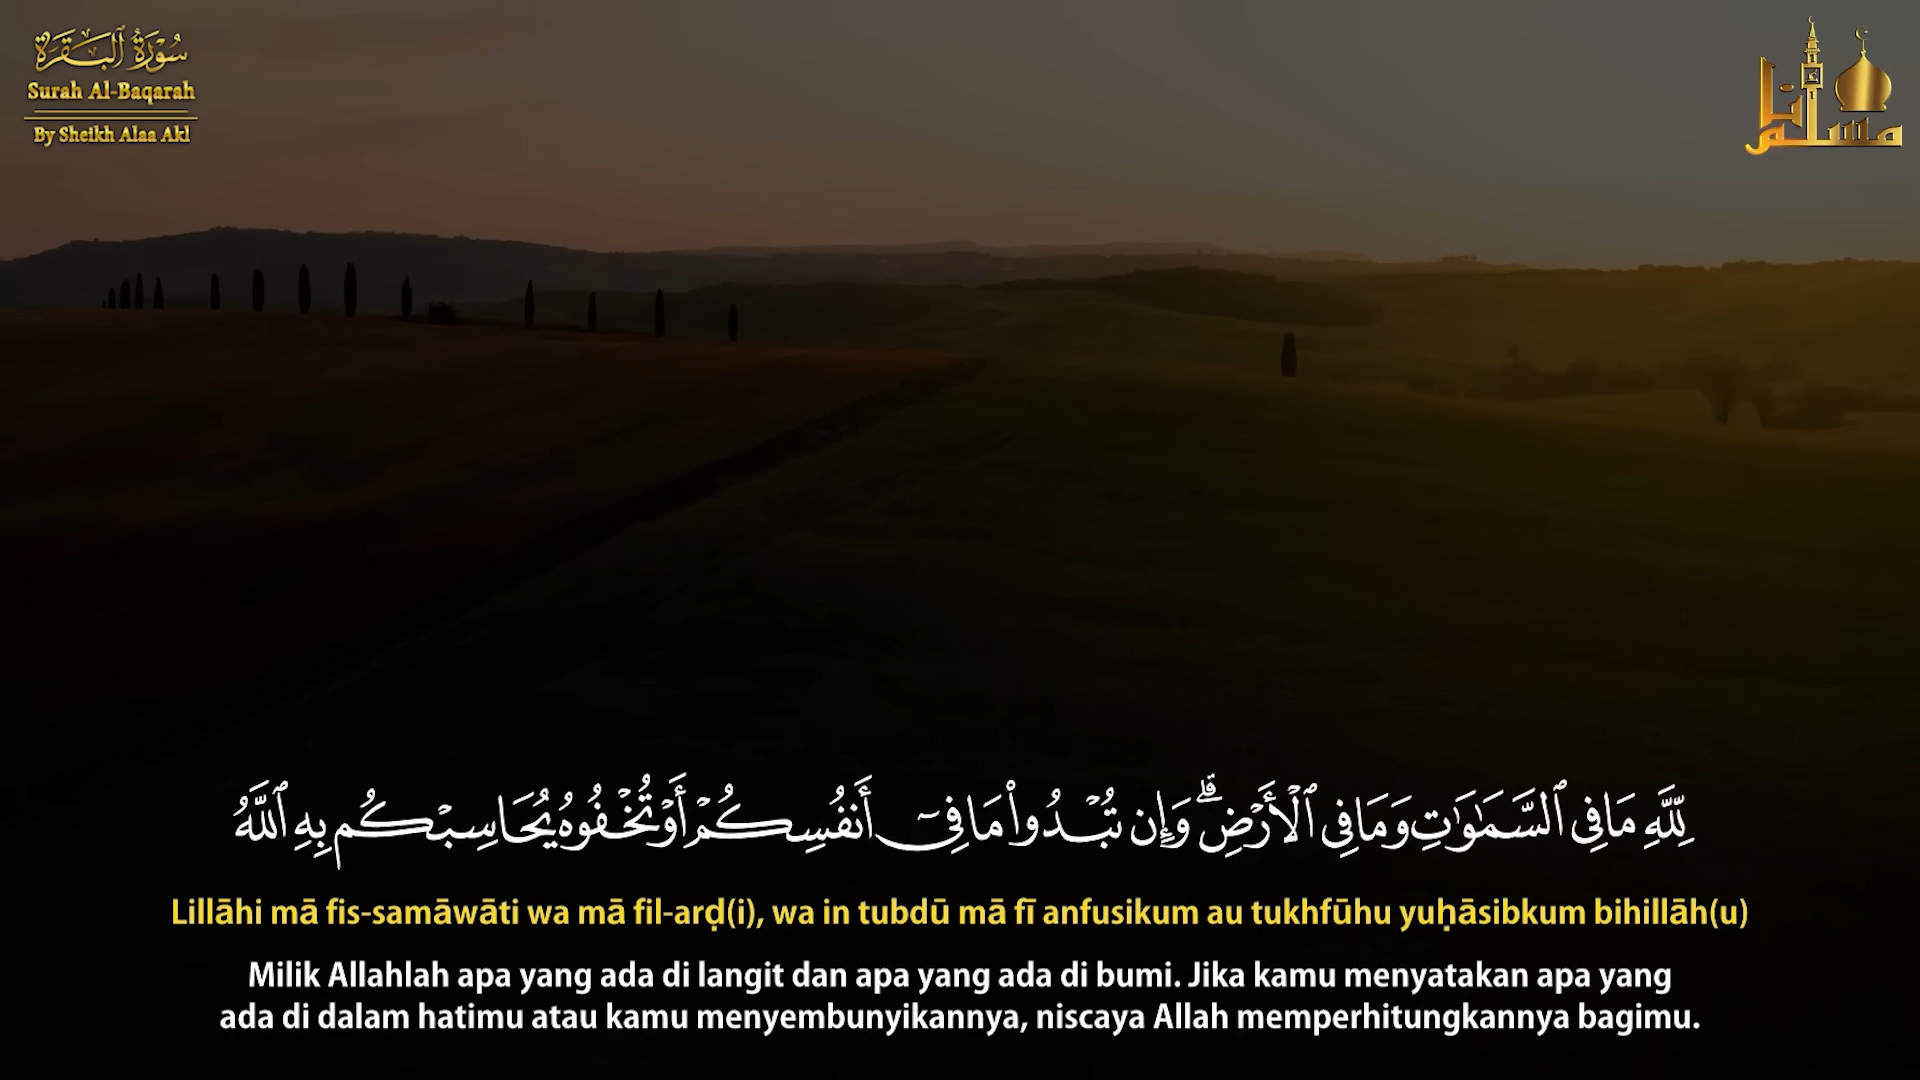 سُورَةُ ٱلْبَقَرَةِ
Surah Al-Baqarah
By Sheikh Alaa Akl
أنا مسلم
لِلَّهِ مَا فِى ٱلسَّمَـٰوَٰتِ وَمَا فِى ٱلْأَرْضِ ۗ وَإِن تُبْدُوا۟ مَا فِىٓ أَنفُسِكُمْ أَوْ تُخْفُوهُ يُحَاسِبْكُم بِهِ ٱللَّهُ
Lillāhi mā fis-samāwāti wa mā fil-arḍ(i), wa in tubdū mā fī anfusikum au tukhfūhu yuḥāsibkum bihillāh(u)
Milik Allahlah apa yang ada di langit dan apa yang ada di bumi. Jika kamu menyatakan apa yang
ada di dalam hatimu atau kamu menyembunyikannya, niscaya Allah memperhitungkannya bagimu.